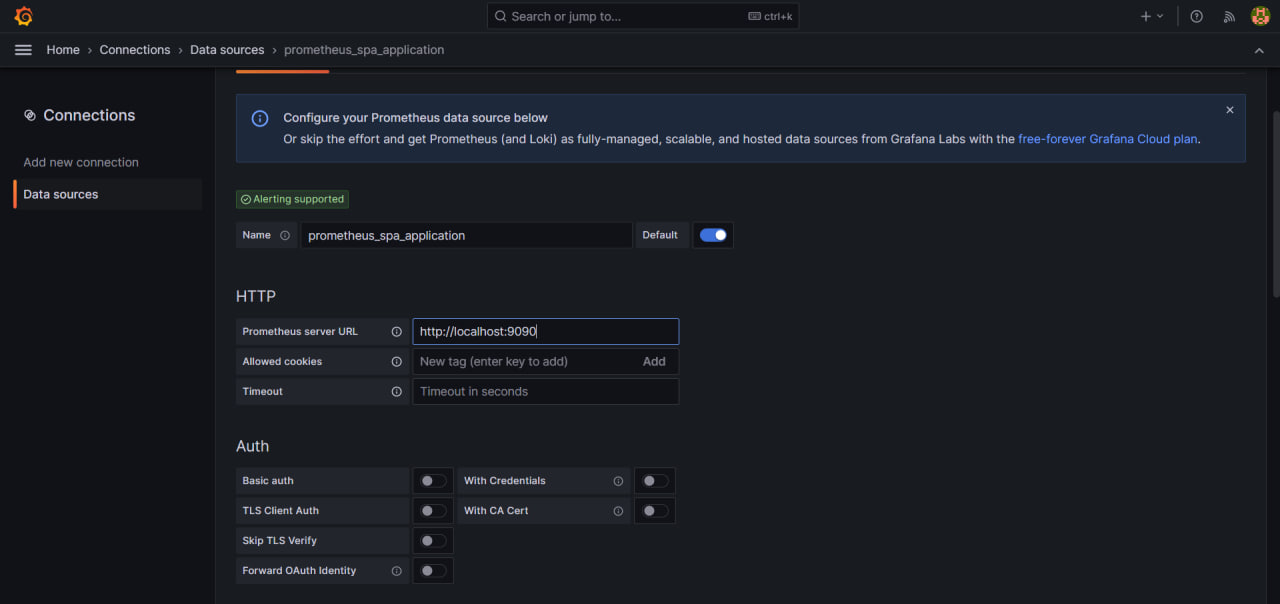 Search or jump to... ctrl+k
Home › Connections › Data sources › prometheus_spa_application
Connections
Add new connection
Data sources
Configure your Prometheus data source below
Or skip the effort and get Prometheus (and Loki) as fully-managed, scalable, and hosted data sources from Grafana Labs with the free-forever Grafana Cloud plan.
Alerting supported
Name prometheus_spa_application Default
HTTP
Prometheus server URL http://localhost:9090
Allowed cookies New tag (enter key to add) Add
Timeout Timeout in seconds
Auth
Basic auth With Credentials
TLS Client Auth With CA Cert
Skip TLS Verify
Forward OAuth Identity